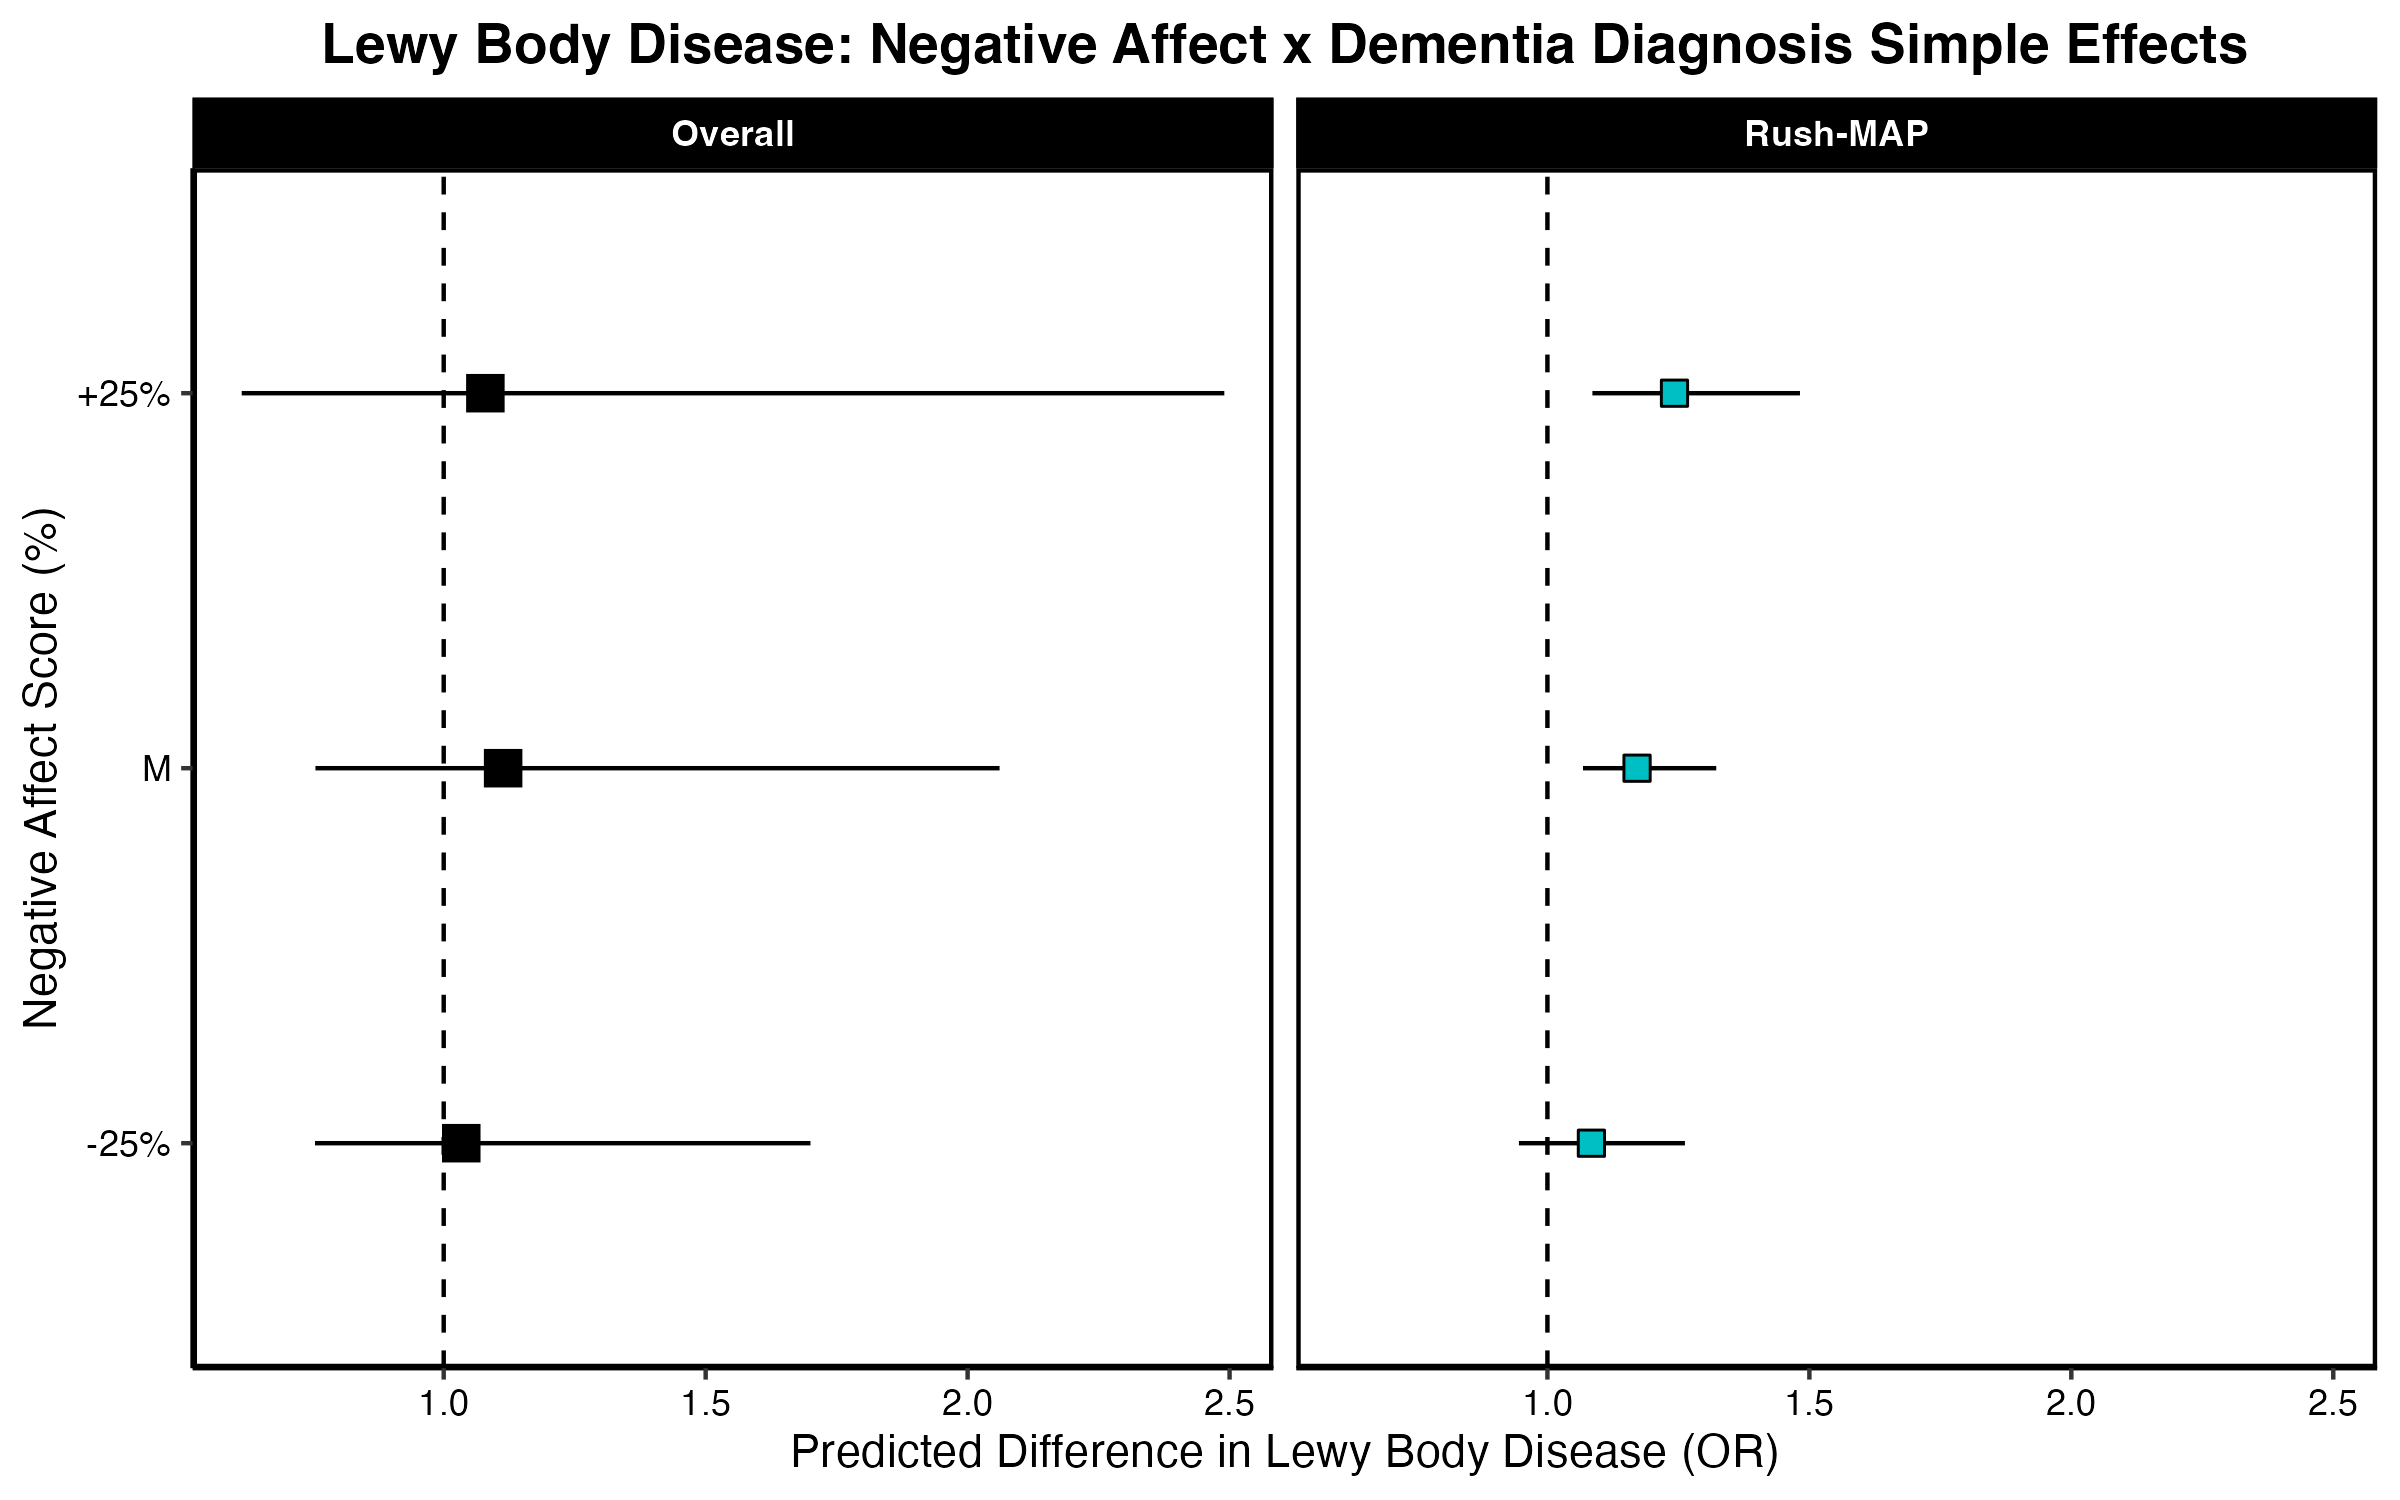 Lewy Body Disease: Negative Affect x Dementia Diagnosis Simple Effects
Overall
Rush-MAP
Negative Affect Score (%)
+25%
M
-25%
1.0 1.5 2.0 2.5
1.0 1.5 2.0 2.5
Predicted Difference in Lewy Body Disease (OR)